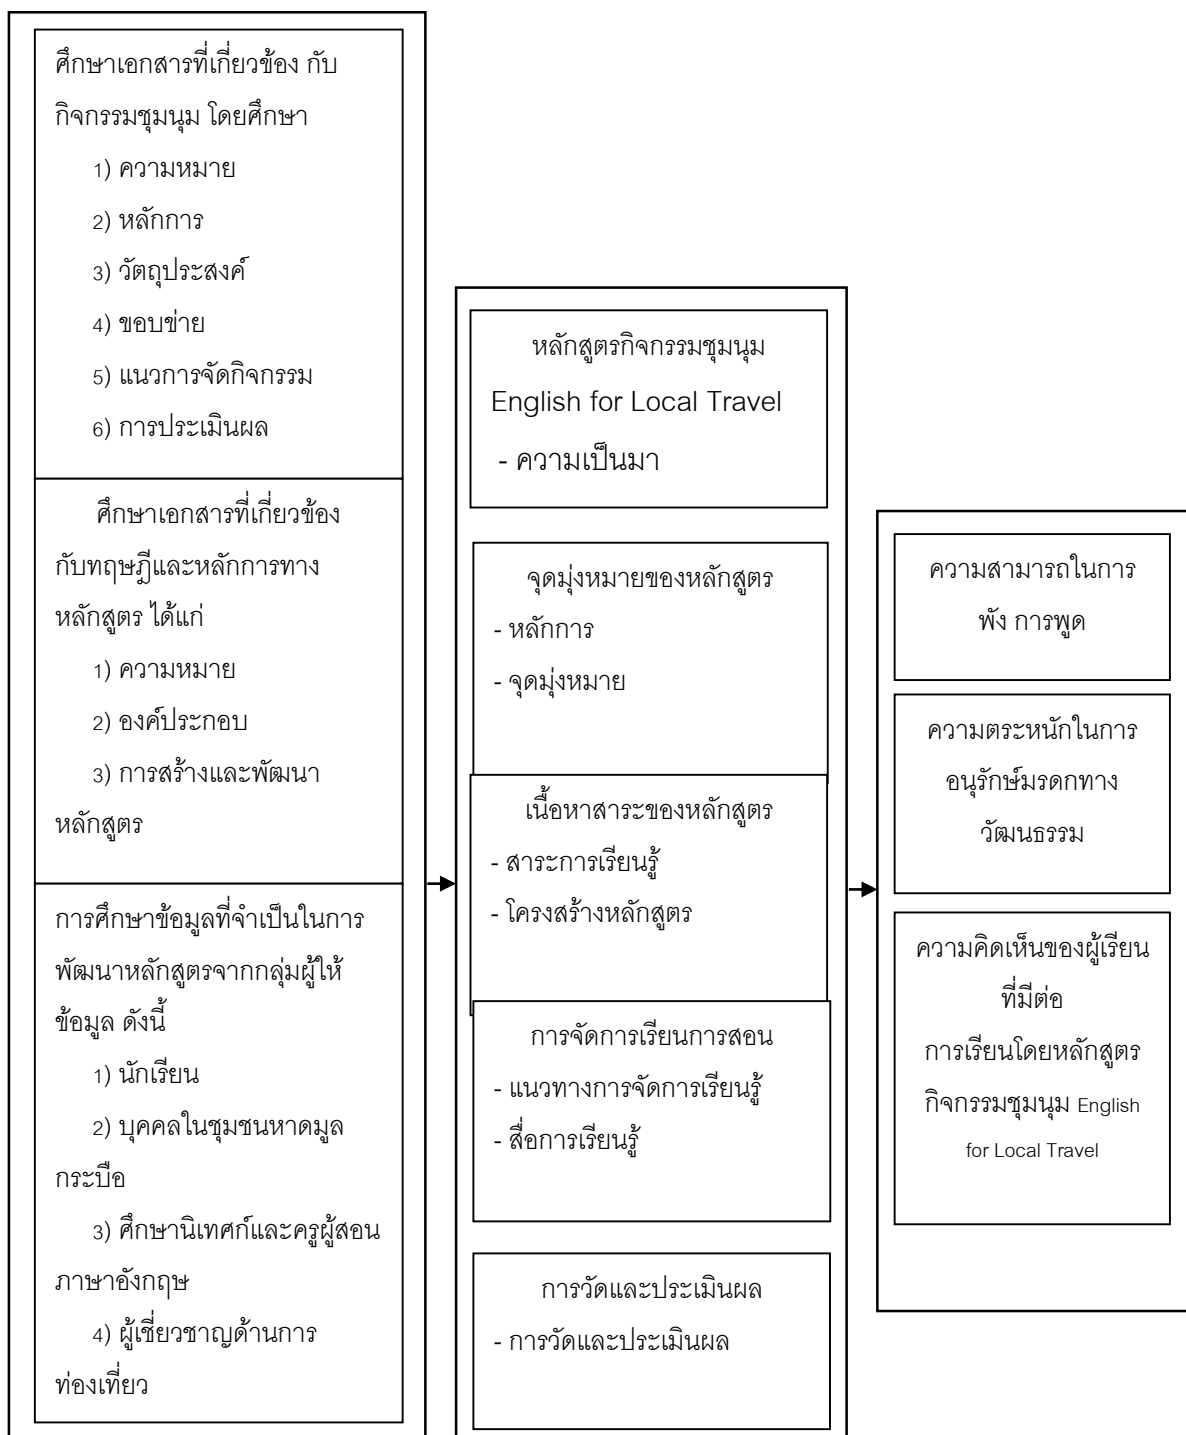 ศึกษาเอกสารที่เกี่ยวข้อง กับ
กิจกรรมชุมนุม โดยศึกษา
1) ความหมาย
2) หลักการ
3) วัตถุประสงค์
4) ขอบข่าย
5) แนวการจัดกิจกรรม
6) การประเมินผล
ศึกษาเอกสารที่เกี่ยวข้อง
กับทฤษฎีและหลักการทาง
หลักสูตร ได้แก่
1) ความหมาย
2) องค์ประกอบ
3) การสร้างและพัฒนา
หลักสูตร
การศึกษาข้อมูลที่จำเป็นในการ
พัฒนาหลักสูตรจากกลุ่มผู้ให้
ข้อมูล ดังนี้
1) นักเรียน
2) บุคคลในชุมชนหาดมูล
กระบือ
3) ศึกษานิเทศก์และครูผู้สอน
ภาษาอังกฤษ
4) ผู้เชี่ยวชาญด้านการ
ท่องเที่ยว
หลักสูตรกิจกรรมชุมนุม
English for Local Travel
- ความเป็นมา
จุดมุ่งหมายของหลักสูตร
- หลักการ
- จุดมุ่งหมาย
เนื้อหาสาระของหลักสูตร
- สาระการเรียนรู้
- โครงสร้างหลักสูตร
การจัดการเรียนการสอน
- แนวทางการจัดการเรียนรู้
- สื่อการเรียนรู้
การวัดและประเมินผล
- การวัดและประเมินผล
ความสามารถในการ
พัง การพูด
ความตระหนักในการ
อนุรักษ์มรดกทาง
วัฒนธรรม
ความคิดเห็นของผู้เรียน
ที่มีต่อ
การเรียนโดยหลักสูตร
กิจกรรมชุมนุม English
for Local Travel